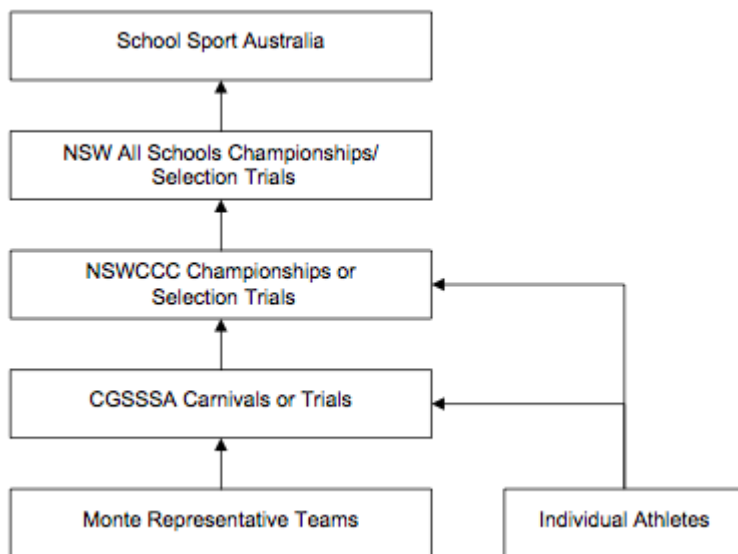 School Sport Australia
NSW All Schools Championships/
Selection Trials
NSWCCC Championships or
Selection Trials
CGSSSA Carnivals or Trials
Monte Representative Teams
Individual Athletes